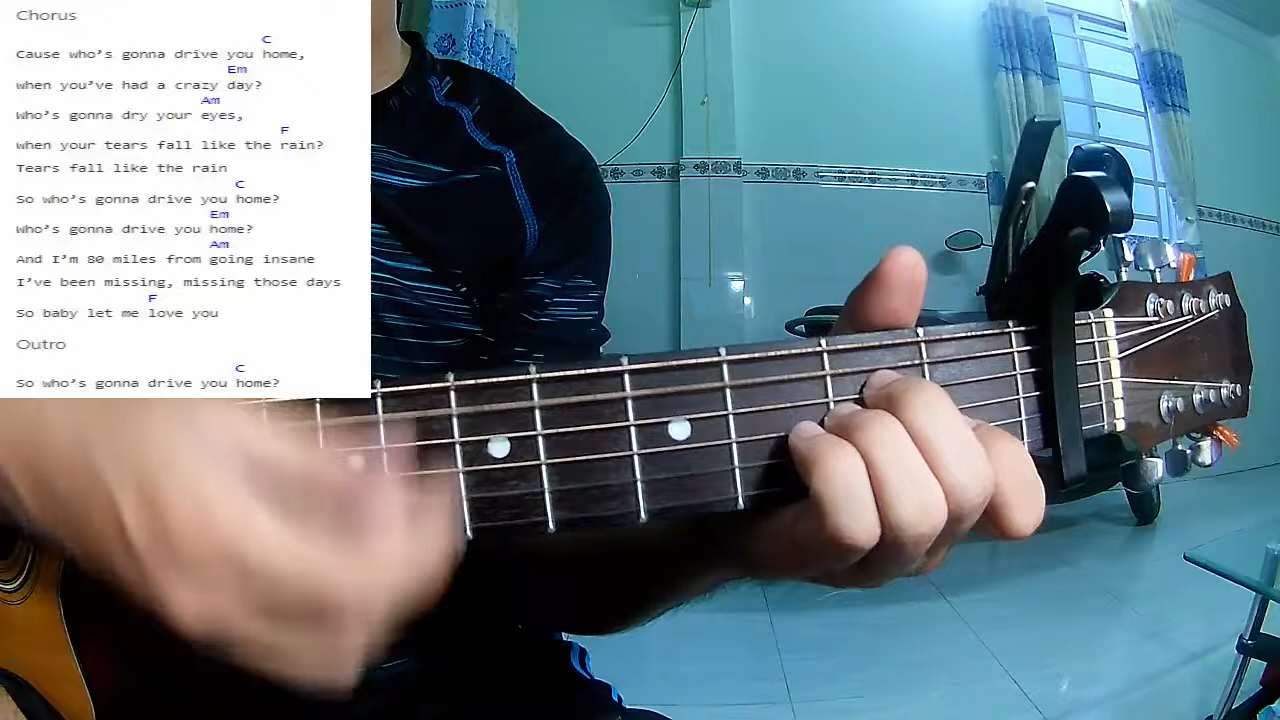 Chorus
C
Cause who's gonna drive you home,
Em
when you've had a crazy day?
Am
Who's gonna dry your eyes,
F
when your tears fall like the rain?
Tears fall like the rain
C
So who's gonna drive you home?
Em
Who's gonna drive you home?
Am
And I'm 80 miles from going insane
I've been missing, missing those days
F
So baby let me love you
Outro
C
So who's gonna drive you home?